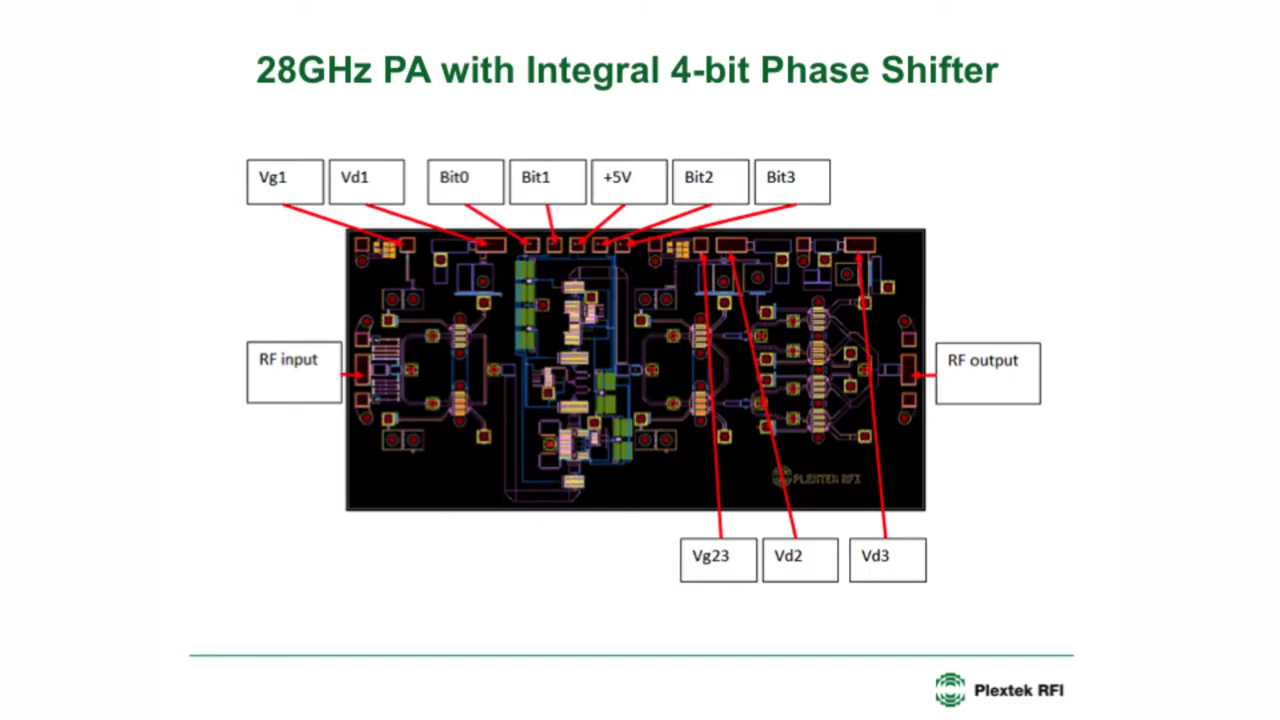 28GHz PA with Integral 4-bit Phase Shifter
Vg1
Vd1
Bit0
Bit1
+5V
Bit2
Bit3
RF input
RF output
PLEXTEK RFI
Vg23
Vd2
Vd3
Plextek RFI